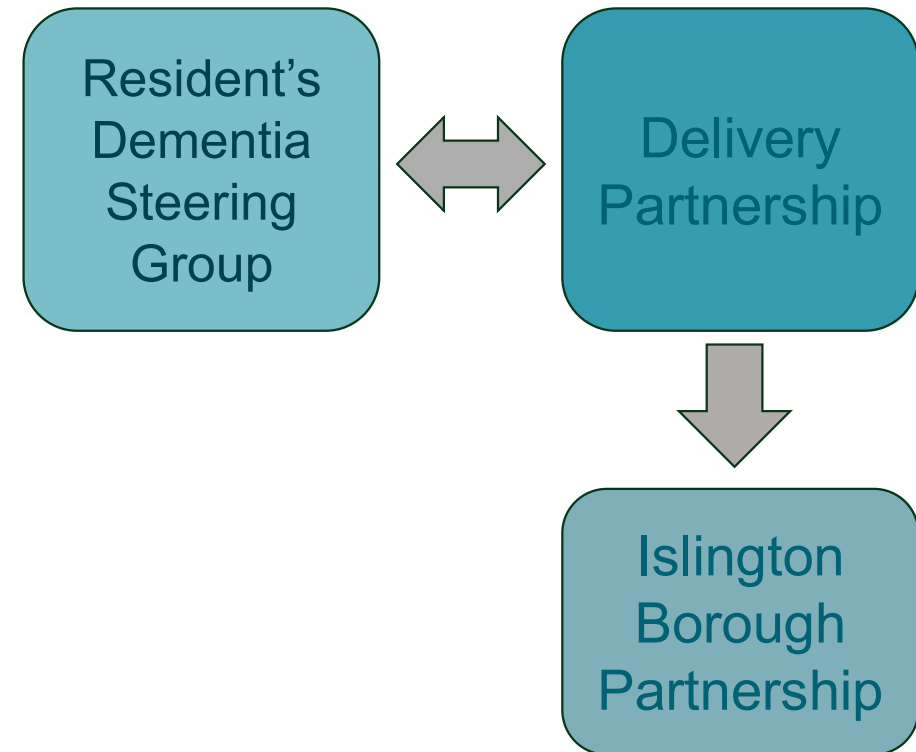 Resident’s
Dementia
Steering
Group
Delivery
Partnership
Islington
Borough
Partnership